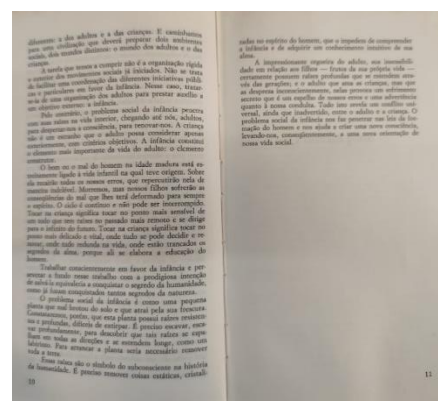 diferente: a dos adultos e a das crianças. E caminhamos
para uma civilização que deverá preparar dois ambientes
sociais, dois mundos distintos: o mundo dos adultos e o das
crianças.
A tarefa que temos a cumprir não é a organização rígida
e exterior dos movimentos sociais já iniciados. Não se trata
de facilitar uma coordenação das diferentes iniciativas públi-
cas e particulares em favor da infância. Nesse caso, tratar-
se-ia de uma organização dos adultos para prestar auxílio a
um objetivo externo: a infância.
Pelo contrário, o problema social da infância penetra
com suas raízes na vida interior, chegando até nós, adultos,
para despertar-nos a consciência, para renovar-nos. A criança
não é um estranho que o adulto possa considerar apenas
exteriormente, com critérios objetivos. A infância constitui
o elemento mais importante da vida do adulto: o elemento
construtor.
O bem ou o mal do homem na idade madura está es-
treitamente ligado à vida infantil na qual teve origem. Sobre
ela recairão todos os nossos erros, que repercutirão nela de
maneira indelével. Morremos, mas nossos filhos sofrerão as
conseqüências do mal que lhes terá deformado para sempre
o espírito. O ciclo é contínuo e não pode ser interrompido.
Tocar na criança significa tocar no ponto mais sensível de
um todo que tem raízes no passado mais remoto e se dirige
para o infinito do futuro. Tocar na criança significa tocar no
ponto mais delicado e vital, onde tudo se pode decidir e re-
novar, onde tudo redunda na vida, onde estão trancados os
segredos da alma, porque ali se elabora a educação do
homem.
Trabalhar conscientemente em favor da infância e per-
severar a fundo nesse trabalho com a prodigiosa intenção
de salvá-la equivaleria a conquistar o segredo da humanidade,
como já foram conquistados tantos segredos da natureza.
O problema social da infância é como uma pequena
planta que mal brotou do solo e que atrai pela sua frescura.
Constatamos, porém, que esta planta possui raízes resisten-
tes e profundas, difíceis de extirpar. É preciso escavar, esca-
var profundamente, para descobrir que tais raízes se espa-
lham em todas as direções e se estendem longe, como um
labirinto. Para arrancar a planta seria necessário remover
toda a terra.
Essas raízes são o símbolo do subconsciente na história
da humanidade. É preciso remover coisas estáticas, cristali-
10
zadas no espírito do homem, que o impedem de compreender
a infância e de adquirir um conhecimento intuitivo de sua
alma.
A impressionante cegueira do adulto, sua insensibili-
dade em relação aos filhos — frutos da sua própria vida —
certamente possuem raízes profundas que se estendem atra-
vés das gerações; e o adulto que ama as crianças, mas que
as despreza inconscientemente, nelas provoca um sofrimento
secreto que é um espelho de nossos erros e uma advertência
quanto à nossa conduta. Tudo isto revela um conflito uni-
versal, ainda que inadvertido, entre o adulto e a criança. O
problema social da infância nos faz penetrar nas leis de for-
mação do homem e nos ajuda a criar uma nova consciência,
levando-nos, conseqüentemente, a uma nova orientação de
nossa vida social.
11